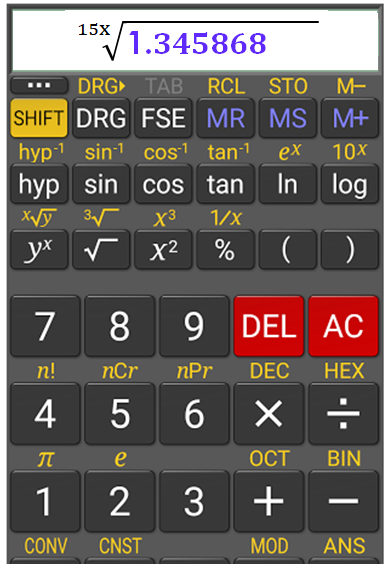 15x√1.345868
... DRG▸ TAB RCL STO M−
SHIFT DRG FSE MR MS M+
hyp⁻¹ sin⁻¹ cos⁻¹ tan⁻¹ eˣ 10ˣ
hyp sin cos tan ln log
ˣ√y ³√ x³ 1/x
yˣ √ x² % ( )
7 8 9 DEL AC
n! nCr nPr DEC HEX
4 5 6 × ÷
π e OCT BIN
1 2 3 + −
CONV CNST MOD ANS